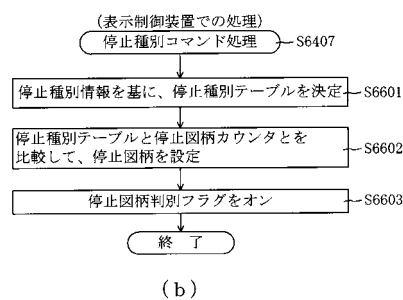 (表示制御装置での処理)
停止種別コマンド処理
S6407
停止種別情報を基に、停止種別テーブルを決定
S6601
停止種別テーブルと停止図柄カウンタとを
比較して、停止図柄を設定
S6602
停止図柄判別フラグをオン
S6603
終 了
(b)